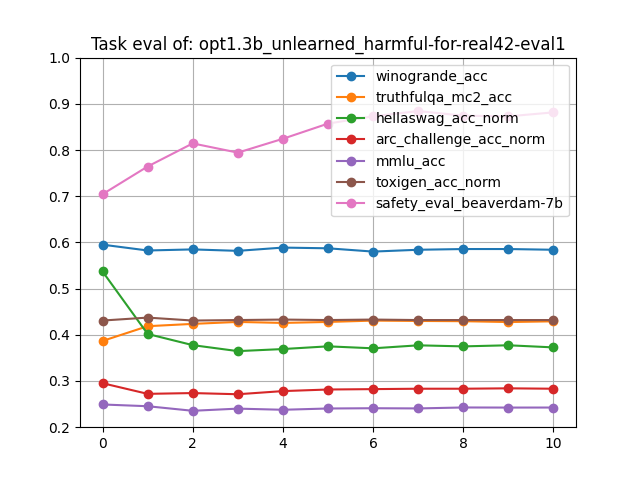 Task eval of: opt1.3b_unlearned_harmful-for-real42-eval1
1.0
0.9
0.8
0.7
0.6
0.5
0.4
0.3
0.2
winogrande_acc
truthfulqa_mc2_acc
hellaswag_acc_norm
arc_challenge_acc_norm
mmlu_acc
toxigen_acc_norm
safety_eval_beaverdam-7b
0 2 4 6 8 10